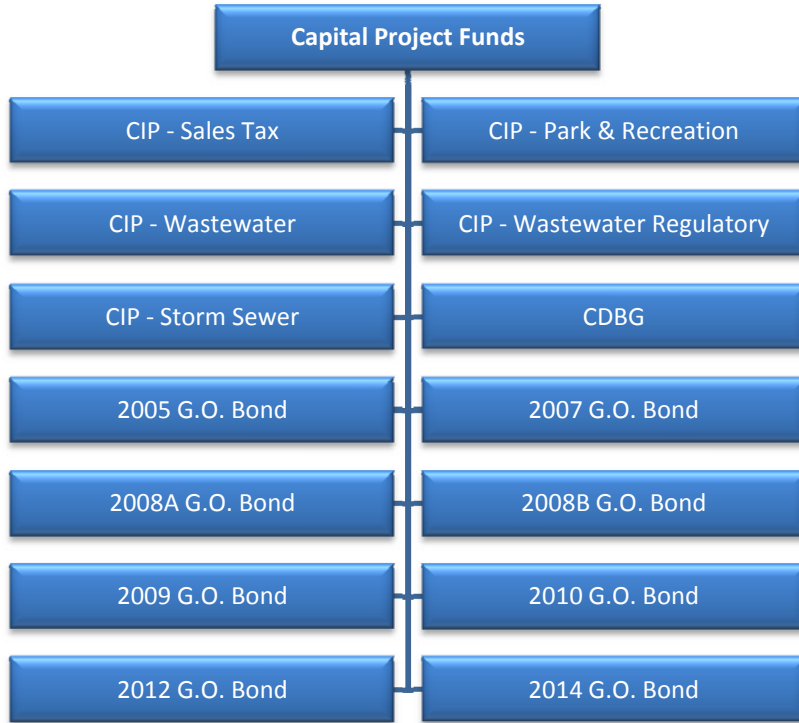 Capital Project Funds
CIP - Sales Tax
CIP - Park & Recreation
CIP - Wastewater
CIP - Wastewater Regulatory
CIP - Storm Sewer
CDBG
2005 G.O. Bond
2007 G.O. Bond
2008A G.O. Bond
2008B G.O. Bond
2009 G.O. Bond
2010 G.O. Bond
2012 G.O. Bond
2014 G.O. Bond